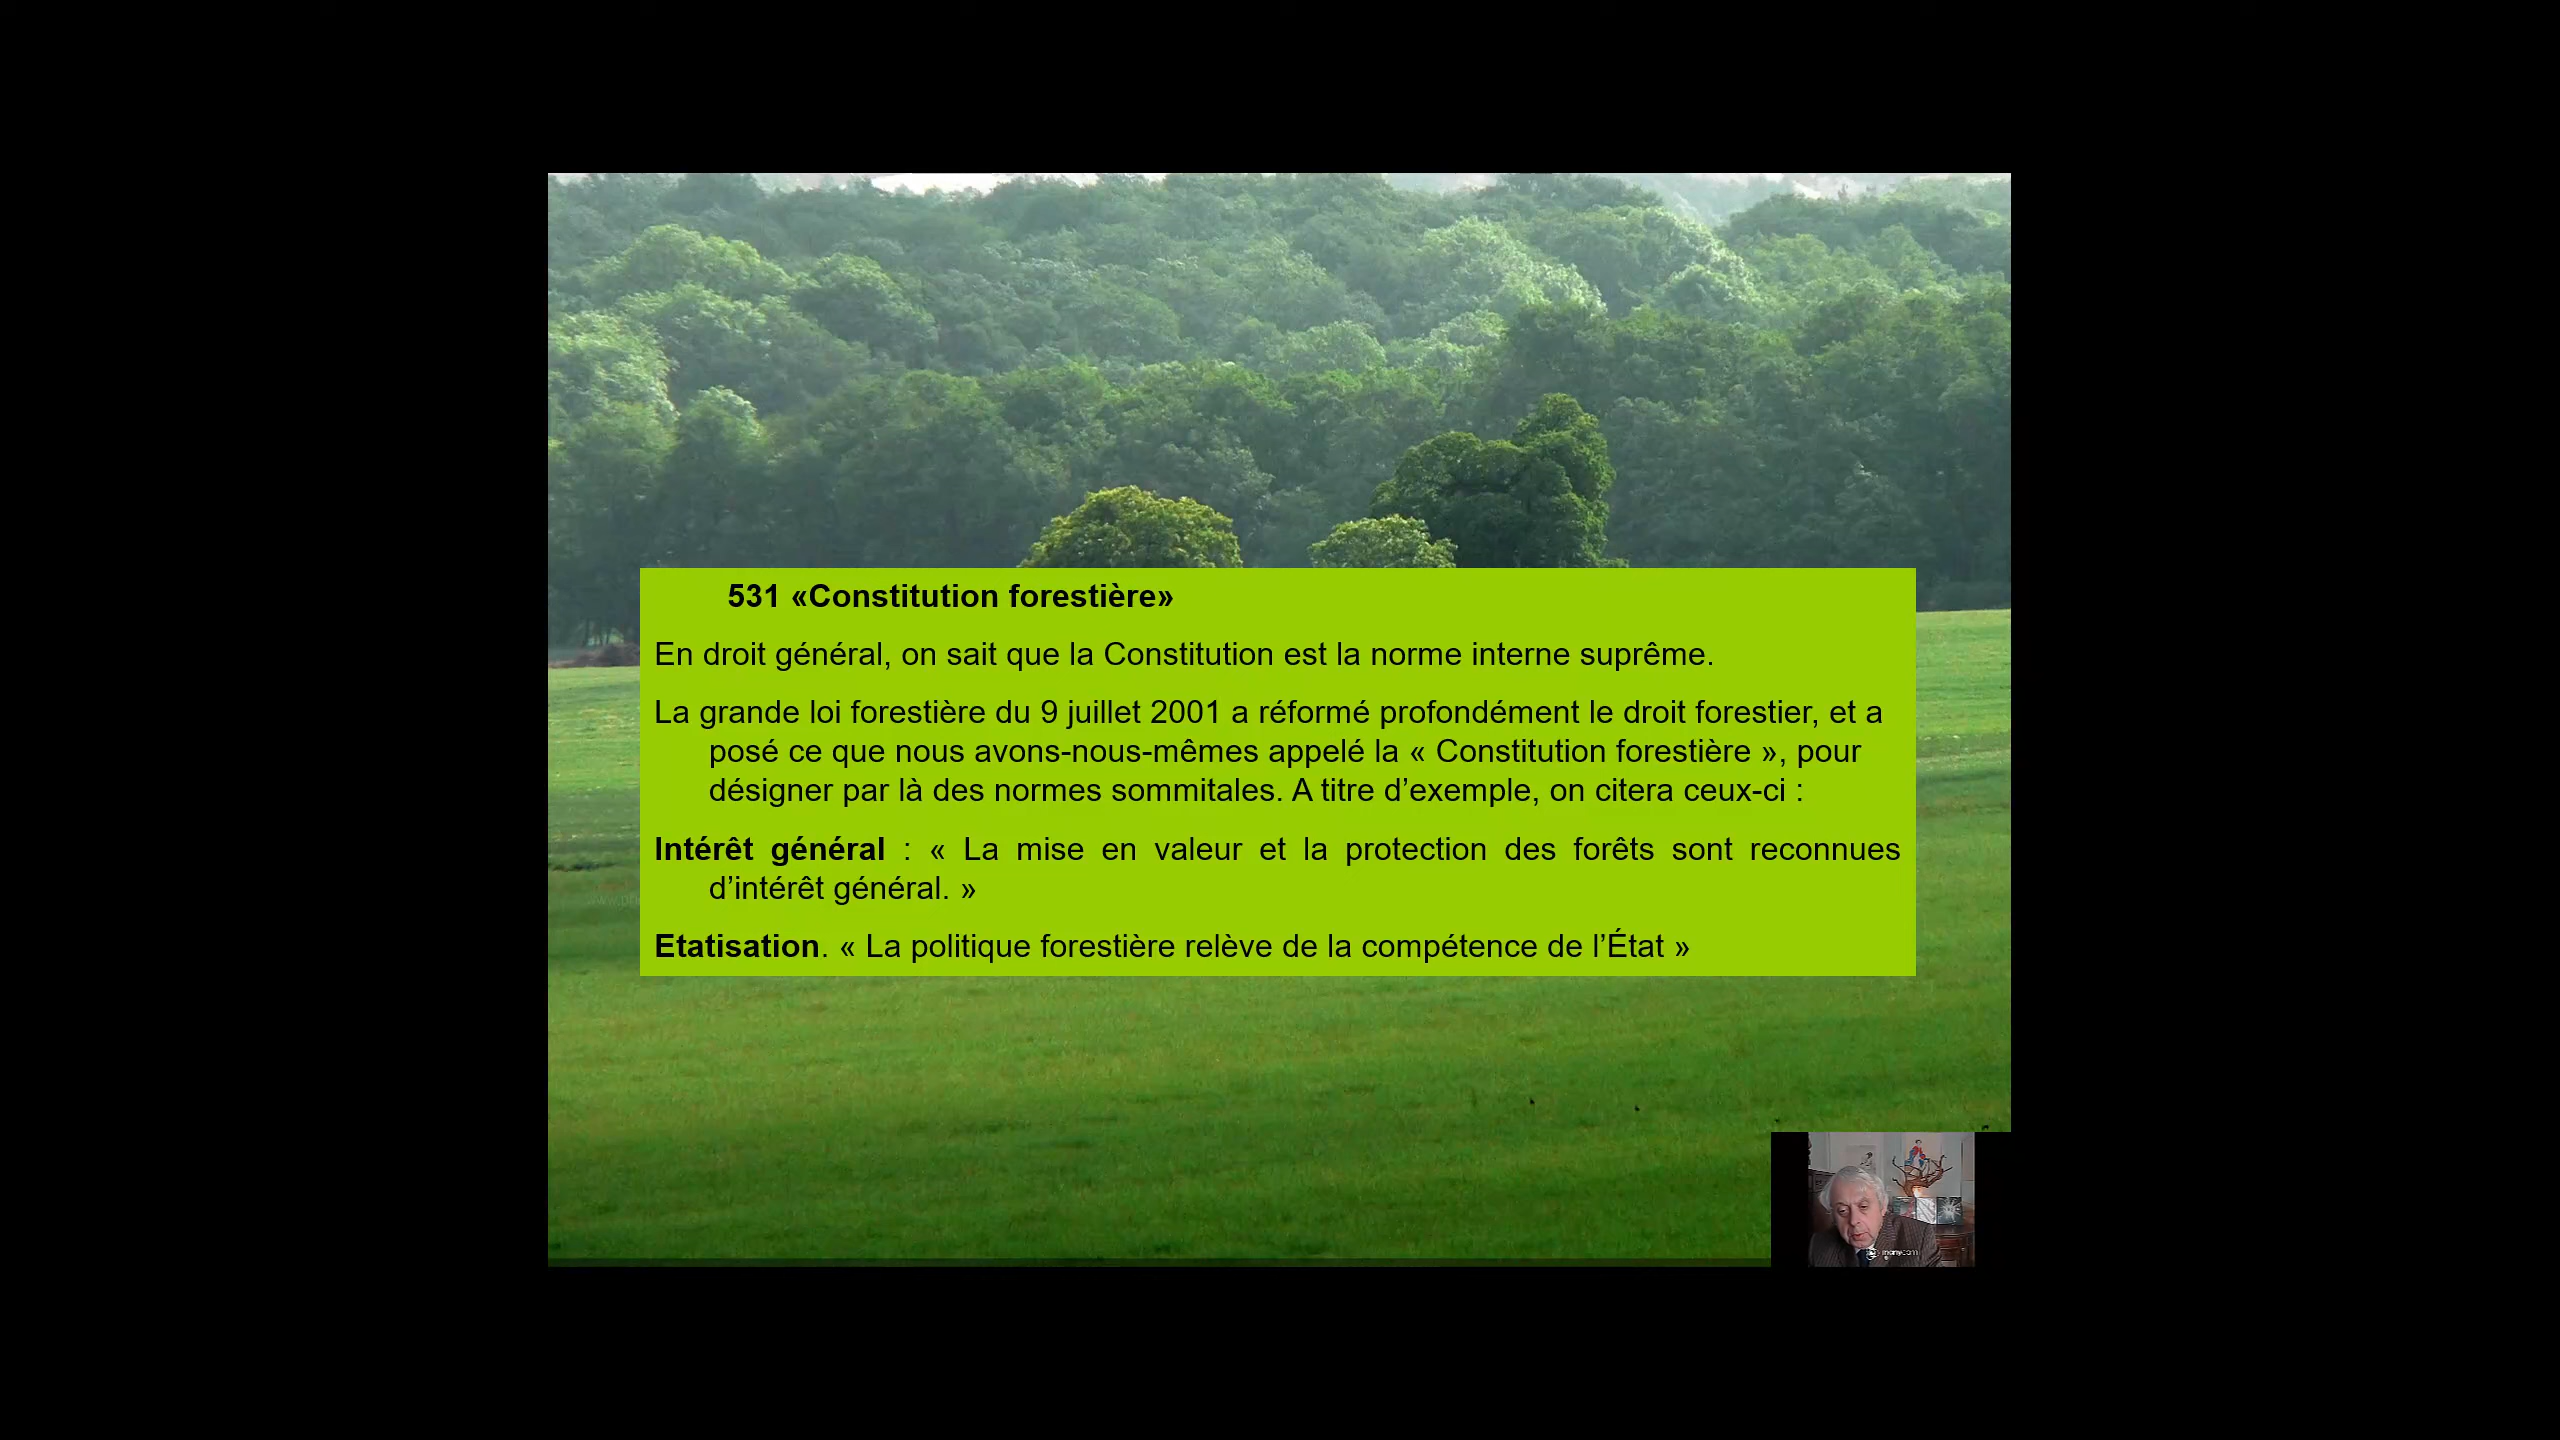 531 «Constitution forestière»
En droit général, on sait que la Constitution est la norme interne suprême.
La grande loi forestière du 9 juillet 2001 a réformé profondément le droit forestier, et a
posé ce que nous avons-nous-mêmes appelé la « Constitution forestière », pour
désigner par là des normes sommitales. A titre d’exemple, on citera ceux-ci :
Intérêt général : « La mise en valeur et la protection des forêts sont reconnues
d’intérêt général. »
Etatisation. « La politique forestière relève de la compétence de l’État »
manycam